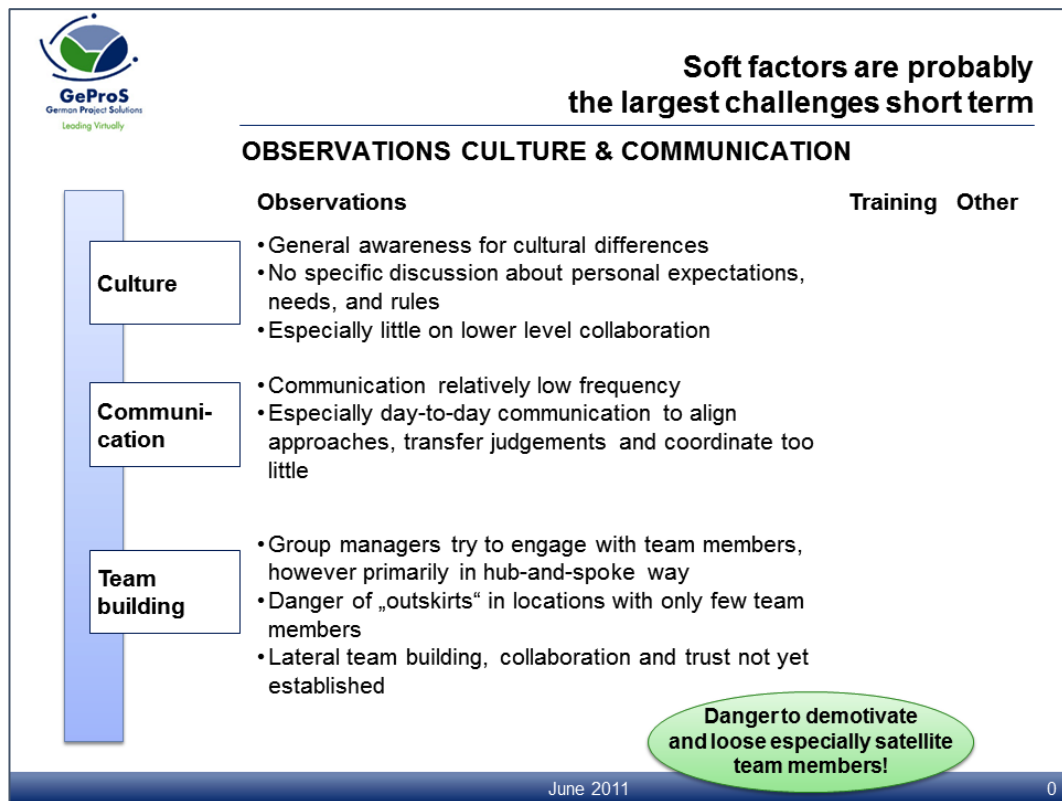 GeProS
German Project Solutions
Leading Virtually
Soft factors are probably
the largest challenges short term
OBSERVATIONS CULTURE & COMMUNICATION
Observations Training Other
Culture
•General awareness for cultural differences
•No specific discussion about personal expectations,
needs, and rules
•Especially little on lower level collaboration
Communi-
cation
•Communication relatively low frequency
•Especially day-to-day communication to align
approaches, transfer judgements and coordinate too
little
Team
building
•Group managers try to engage with team members,
however primarily in hub-and-spoke way
•Danger of „outskirts“ in locations with only few team
members
•Lateral team building, collaboration and trust not yet
established
Danger to demotivate
and loose especially satellite
team members!
June 2011 0